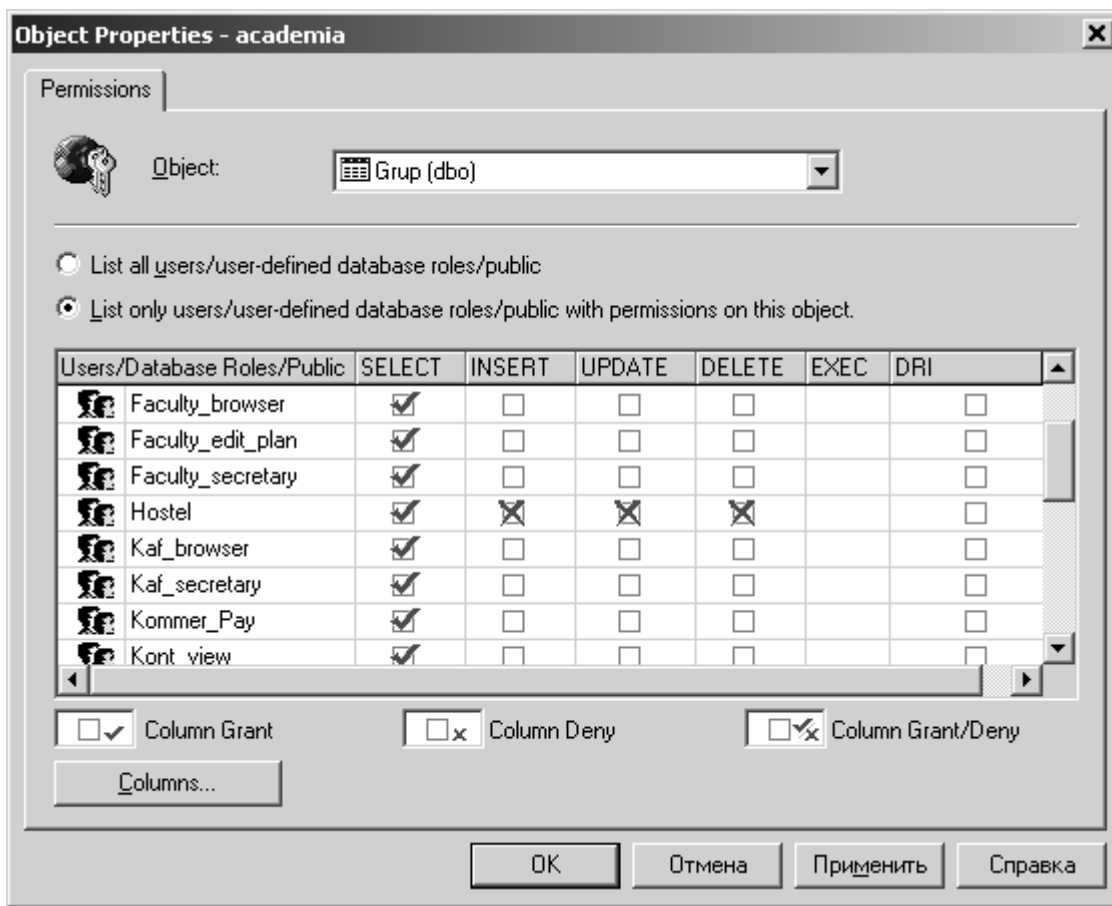 Object Properties - academia
Permissions
Object: Grup (dbo)
List all users/user-defined database roles/public
List only users/user-defined database roles/public with permissions on this object.
Users/Database Roles/Public SELECT INSERT UPDATE DELETE EXEC DRI
Faculty_browser
Faculty_edit_plan
Faculty_secretary
Hostel
Kaf_browser
Kaf_secretary
Kommer_Pay
Kont_view
Column Grant Column Deny Column Grant/Deny
Columns...
OK Отмена Применить Справка